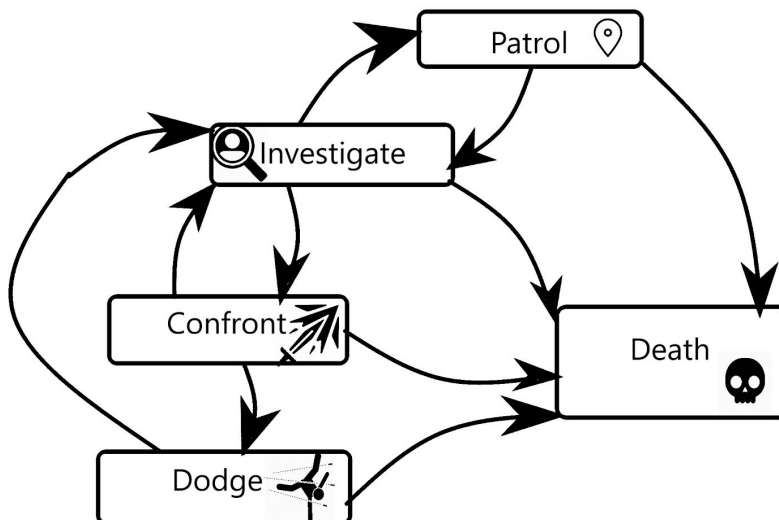 Patrol
Investigate
Confront
Death
Dodge